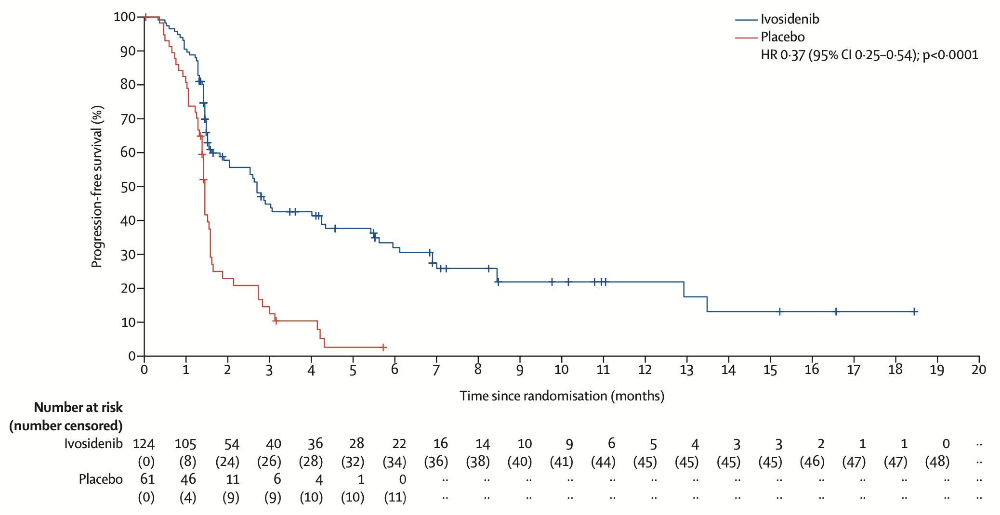 Ivosidenib
Placebo
HR 0·37 (95% CI 0·25–0·54); p<0·0001
Progression-free survival (%)
100
90
80
70
60
50
40
30
20
10
0
0 1 2 3 4 5 6 7 8 9 10 11 12 13 14 15 16 17 18 19 20
Time since randomisation (months)
Number at risk
(number censored)
Ivosidenib 124 105 54 40 36 28 22 16 14 10 9 6 5 4 3 3 2 1 1 0 ··
(0) (8) (24) (26) (28) (32) (34) (36) (38) (40) (41) (44) (45) (45) (45) (45) (46) (47) (47) (48) ··
Placebo 61 46 11 6 4 1 0 ·· ·· ·· ·· ·· ·· ·· ·· ·· ·· ·· ·· ·· ··
(0) (4) (9) (9) (10) (10) (11) ·· ·· ·· ·· ·· ·· ·· ·· ·· ·· ·· ·· ·· ··